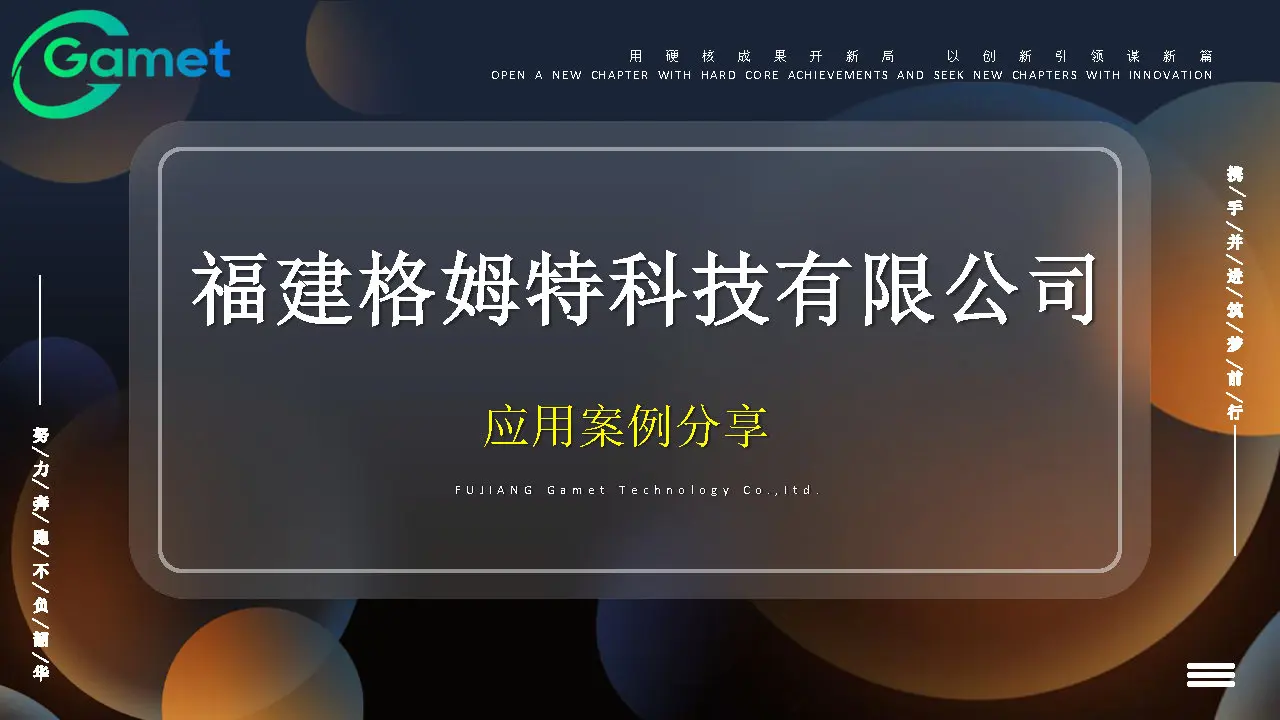 Gamet
用硬核成果开新局 以创新引领谋新篇
OPEN A NEW CHAPTER WITH HARD CORE ACHIEVEMENTS AND SEEK NEW CHAPTERS WITH INNOVATION
福建格姆特科技有限公司
应用案例分享
FUJIANG Gamet Technology Co.,ltd.
努/力/奔/跑/不/负/韶/华
携/手/并/进/筑/梦/前/行